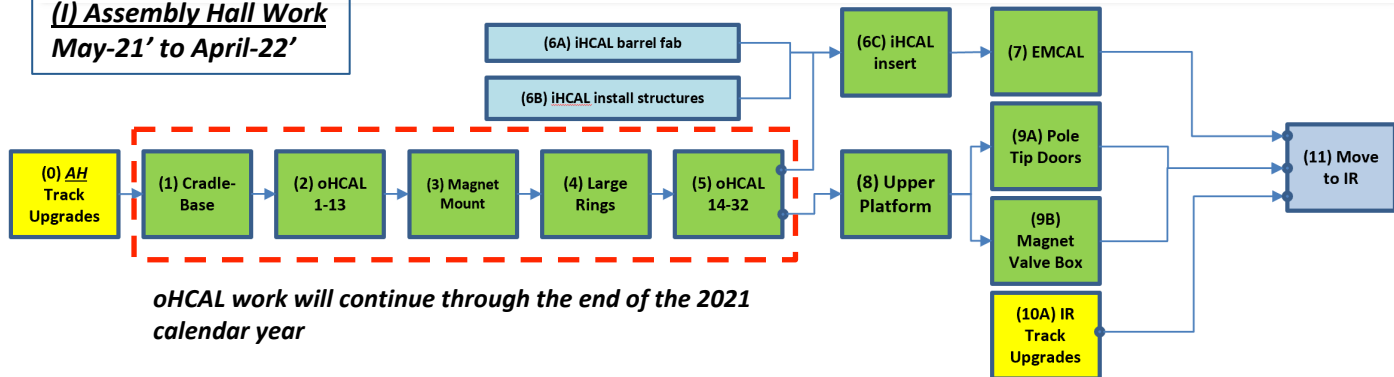 (I) Assembly Hall Work
May-21' to April-22'
(6A) iHCAL barrel fab
(6B) iHCAL install structures
(6C) iHCAL
insert
(7) EMCAL
(0) AH
Track
Upgrades
(1) Cradle-
Base
(2) oHCAL
1-13
(3) Magnet
Mount
(4) Large
Rings
(5) oHCAL
14-32
(8) Upper
Platform
(9A) Pole
Tip Doors
(9B)
Magnet
Valve Box
(10A) IR
Track
Upgrades
(11) Move
to IR
oHCAL work will continue through the end of the 2021
calendar year